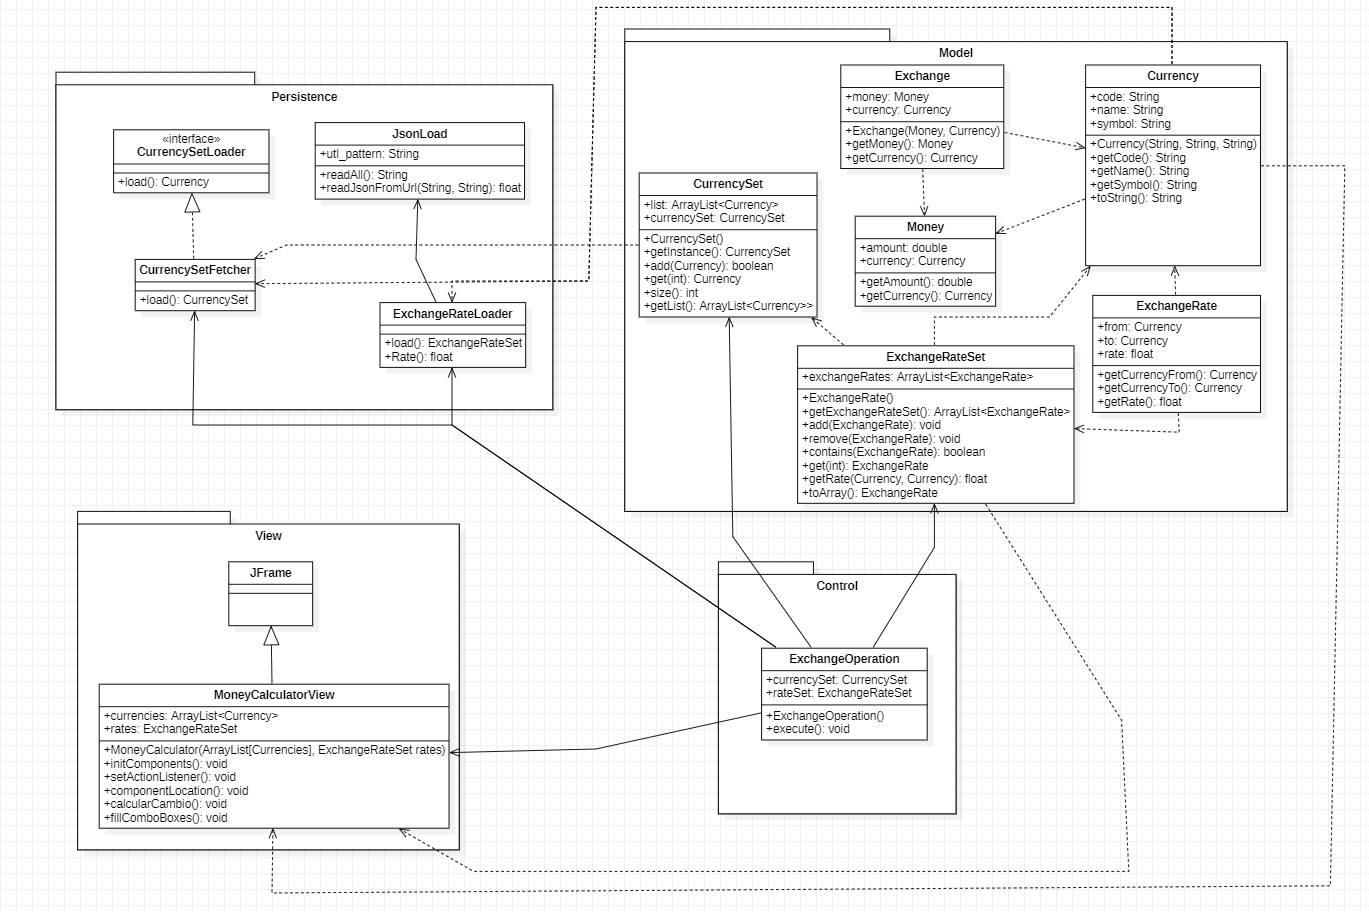 Persistence
«interface»
CurrencySetLoader
+load(): Currency
JsonLoad
+utl_pattern: String
+readAll(): String
+readJsonFromUrl(String, String): float
CurrencySetFetcher
+load(): CurrencySet
ExchangeRateLoader
+load(): ExchangeRateSet
+Rate(): float
Model
Exchange
+money: Money
+currency: Currency
+Exchange(Money, Currency)
+getMoney(): Money
+getCurrency(): Currency
Currency
+code: String
+name: String
+symbol: String
+Currency(String, String, String)
+getCode(): String
+getName(): String
+getSymbol(): String
+toString(): String
CurrencySet
+list: ArrayList<Currency>
+currencySet: CurrencySet
+CurrencySet()
+getInstance(): CurrencySet
+add(Currency): boolean
+get(int): Currency
+size(): int
+getList(): ArrayList<Currency>>
Money
+amount: double
+currency: Currency
+getAmount(): double
+getCurrency(): Currency
ExchangeRate
+from: Currency
+to: Currency
+rate: float
+getCurrencyFrom(): Currency
+getCurrencyTo(): Currency
+getRate(): float
ExchangeRateSet
+exchangeRates: ArrayList<ExchangeRate>
+ExchangeRate()
+getExchangeRateSet(): ArrayList<ExchangeRate>
+add(ExchangeRate): void
+remove(ExchangeRate): void
+contains(ExchangeRate): boolean
+get(int): ExchangeRate
+getRate(Currency, Currency): float
+toArray(): ExchangeRate
View
JFrame
MoneyCalculatorView
+currencies: ArrayList<Currency>
+rates: ExchangeRateSet
+MoneyCalculator(ArrayList[Currencies], ExchangeRateSet rates)
+initComponents(): void
+setActionListener(): void
+componentLocation(): void
+calcularCambio(): void
+fillComboBoxes(): void
Control
ExchangeOperation
+currencySet: CurrencySet
+rateSet: ExchangeRateSet
+ExchangeOperation()
+execute(): void